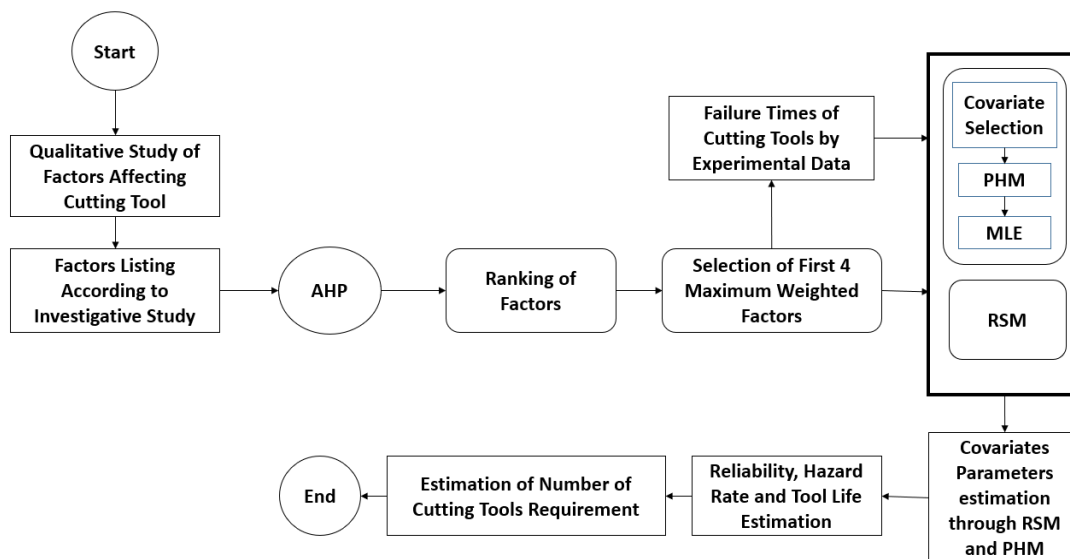 Start
Qualitative Study of
Factors Affecting
Cutting Tool
Factors Listing
According to
Investigative Study
AHP
Ranking of
Factors
Selection of First 4
Maximum Weighted
Factors
Failure Times of
Cutting Tools by
Experimental Data
Covariate
Selection
PHM
MLE
RSM
Covariates
Parameters
estimation
through RSM
and PHM
Reliability, Hazard
Rate and Tool Life
Estimation
Estimation of Number of
Cutting Tools Requirement
End